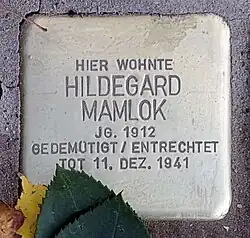 HIER WOHNTE
HILDEGARD
MAMLOK
JG. 1912
GEDEMÜTIGT / ENTRECHTET
TOT 11. DEZ. 1941